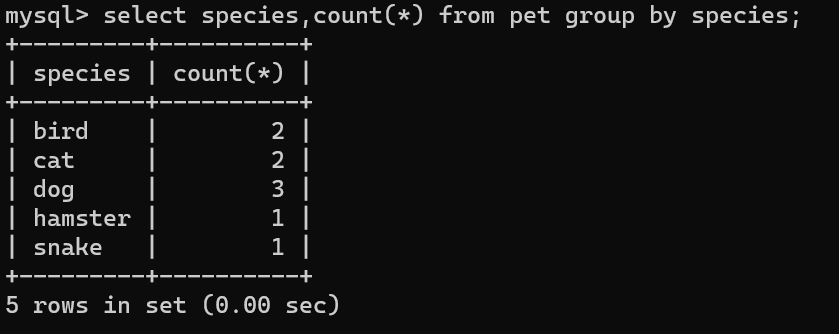 mysql> select species,count(*) from pet group by species;
+---------+----------+
| species | count(*) |
+---------+----------+
| bird    |        2 |
| cat     |        2 |
| dog     |        3 |
| hamster |        1 |
| snake   |        1 |
+---------+----------+
5 rows in set (0.00 sec)